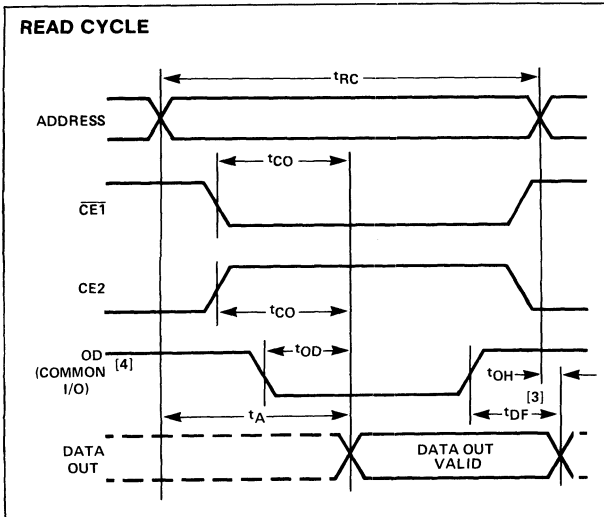 READ CYCLE
tRC
ADDRESS
tCO
CE1
CE2
tCO
OD [4]
(COMMON
I/O)
tOD
tOH
[3]
tA
tDF
DATA
OUT
DATA OUT
VALID